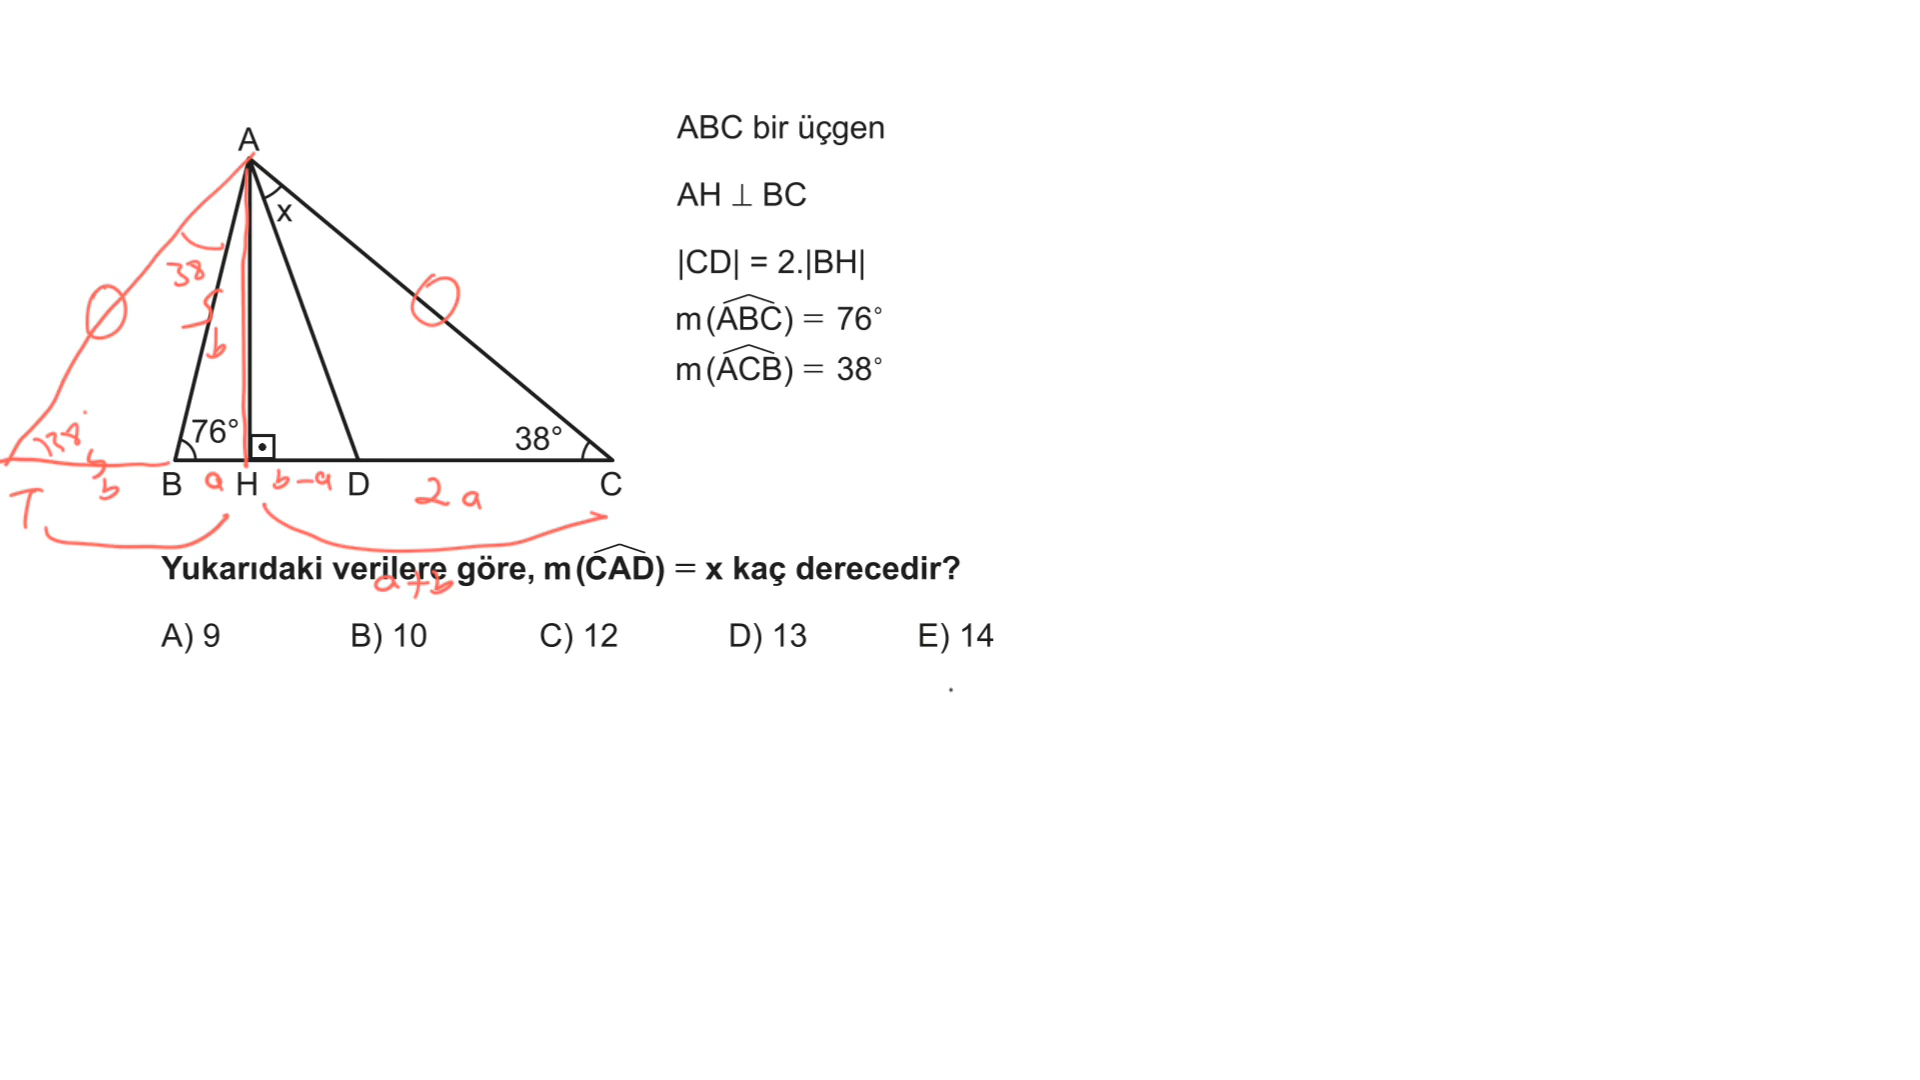 A
ABC bir üçgen
x
AH ⊥ BC
38
|CD| = 2.|BH|
b
m(ABC) = 76°
m(ACB) = 38°
76°
38°
38
b
B a H b-a D 2a C
T
Yukarıdaki verilere göre, m(CAD) = x kaç derecedir?
a+b
A) 9 B) 10 C) 12 D) 13 E) 14